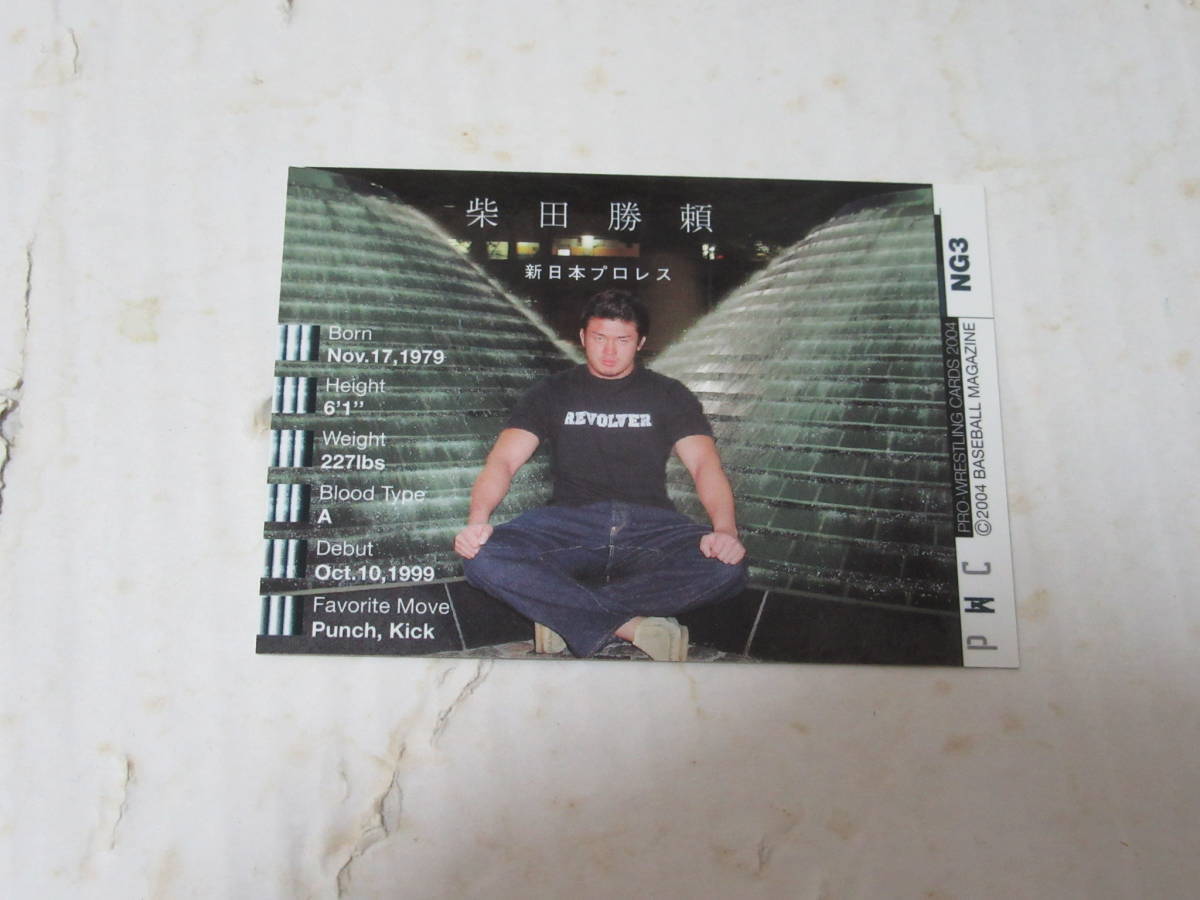 柴田勝頼
新日本プロレス
Born
Nov.17,1979
Height
6'1''
Weight
227lbs
Blood Type
A
Debut
Oct.10,1999
Favorite Move
Punch, Kick
REVOLVER
NG3
PRO-WRESTLING CARDS 2004
©2004 BASEBALL MAGAZINE
PWC